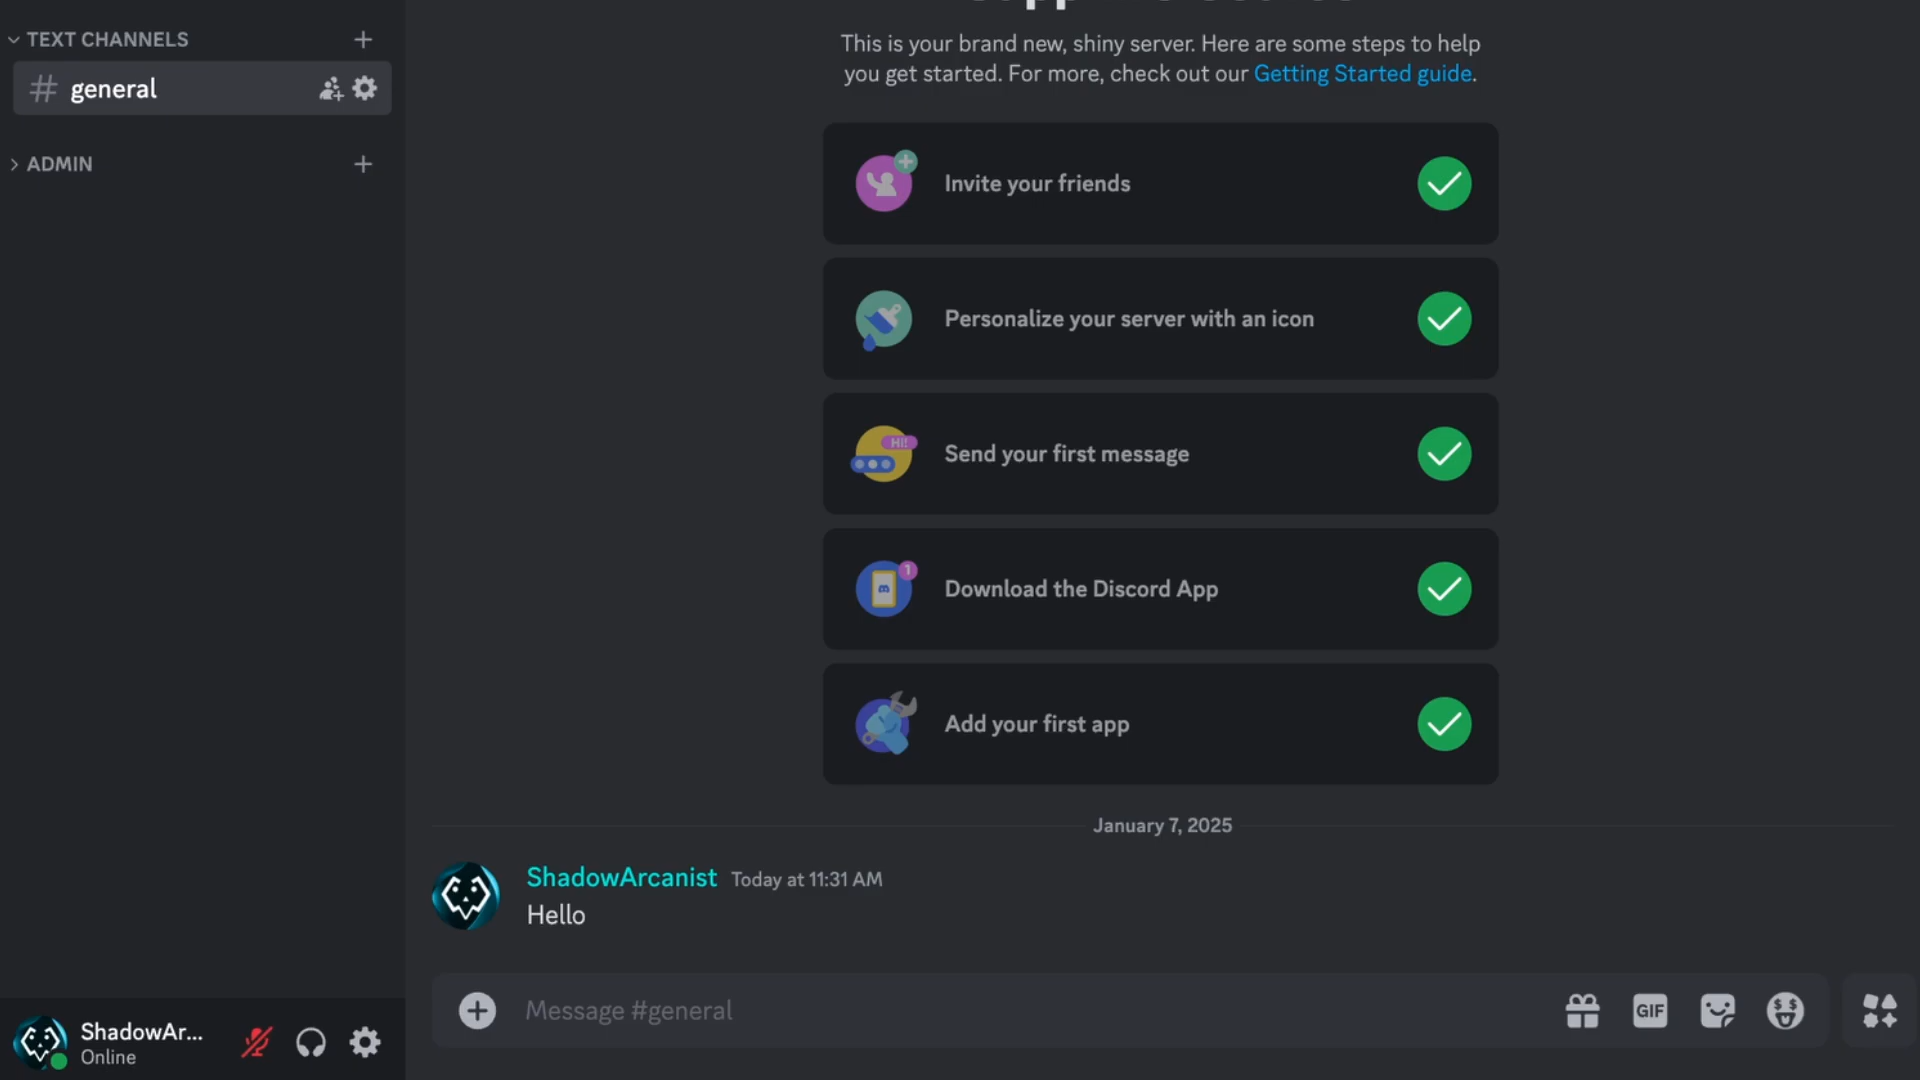 TEXT CHANNELS
general
ADMIN
This is your brand new, shiny server. Here are some steps to help
you get started. For more, check out our Getting Started guide.
Invite your friends
Personalize your server with an icon
HI!
Send your first message
1
Download the Discord App
Add your first app
January 7, 2025
ShadowArcanist Today at 11:31 AM
Hello
Message #general
GIF
ShadowAr...
Online